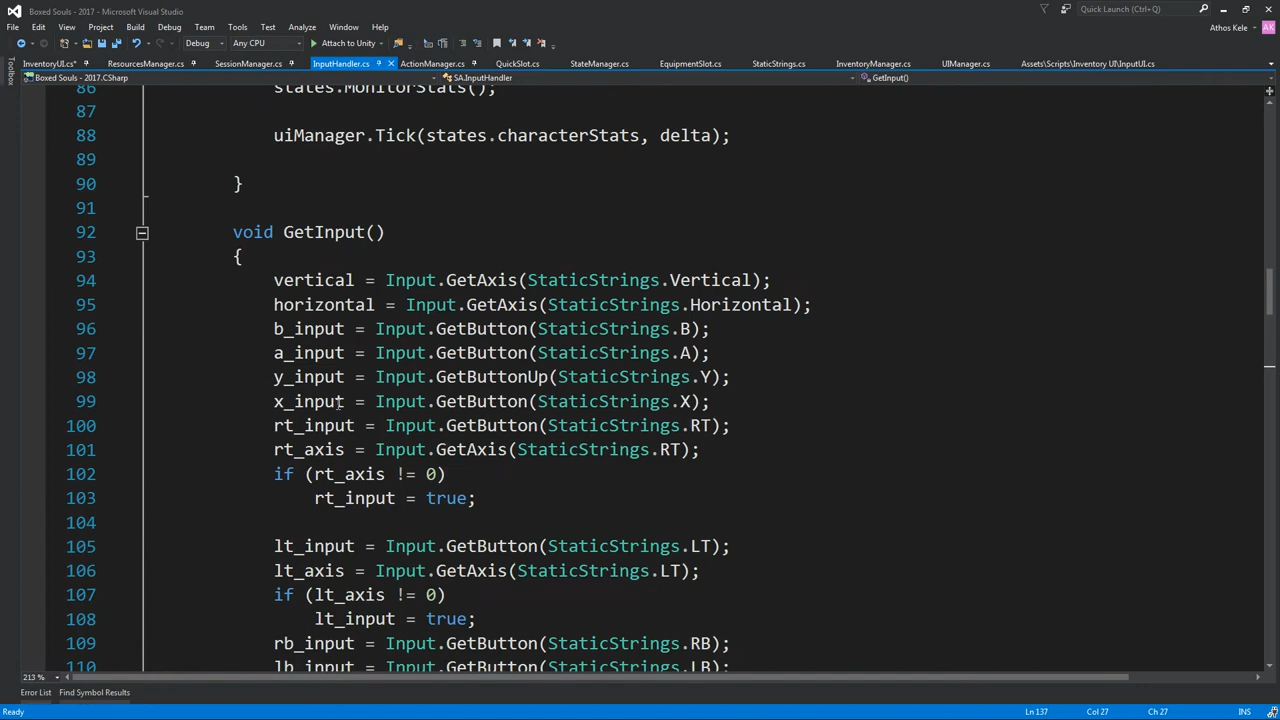 Boxed Souls - 2017 - Microsoft Visual Studio
Quick Launch (Ctrl+Q)
File Edit View Project Build Debug Team Tools Test Analyze Window Help
Athos Kele
AK
Debug Any CPU Attach to Unity
Toolbox
InventoryUI.cs* ResourcesManager.cs SessionManager.cs InputHandler.cs ActionManager.cs QuickSlot.cs StateManager.cs EquipmentSlot.cs StaticStrings.cs InventoryManager.cs UIManager.cs Assets\Scripts\Inventory UI\InputUI.cs
Boxed Souls - 2017.CSharp SA.InputHandler GetInput()
86 states.MonitorStats();
87
88 uiManager.Tick(states.characterStats, delta);
89
90 }
91
92 void GetInput()
93 {
94 vertical = Input.GetAxis(StaticStrings.Vertical);
95 horizontal = Input.GetAxis(StaticStrings.Horizontal);
96 b_input = Input.GetButton(StaticStrings.B);
97 a_input = Input.GetButton(StaticStrings.A);
98 y_input = Input.GetButtonUp(StaticStrings.Y);
99 x_input = Input.GetButton(StaticStrings.X);
100 rt_input = Input.GetButton(StaticStrings.RT);
101 rt_axis = Input.GetAxis(StaticStrings.RT);
102 if (rt_axis != 0)
103 rt_input = true;
104
105 lt_input = Input.GetButton(StaticStrings.LT);
106 lt_axis = Input.GetAxis(StaticStrings.LT);
107 if (lt_axis != 0)
108 lt_input = true;
109 rb_input = Input.GetButton(StaticStrings.RB);
110 lb_input = Input.GetButton(StaticStrings.LB);
213 %
Error List Find Symbol Results
Ready Ln 137 Col 27 Ch 27 INS